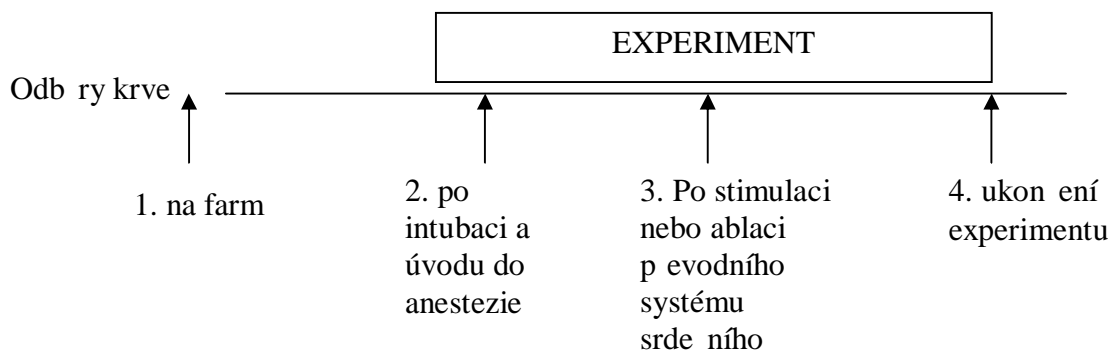 EXPERIMENT
Odb ry krve
1. na farm
2. po
intubaci a
úvodu do
anestezie
3. Po stimulaci
nebo ablaci
p evodního
systému
srde ního
4. ukon ení
experimentu